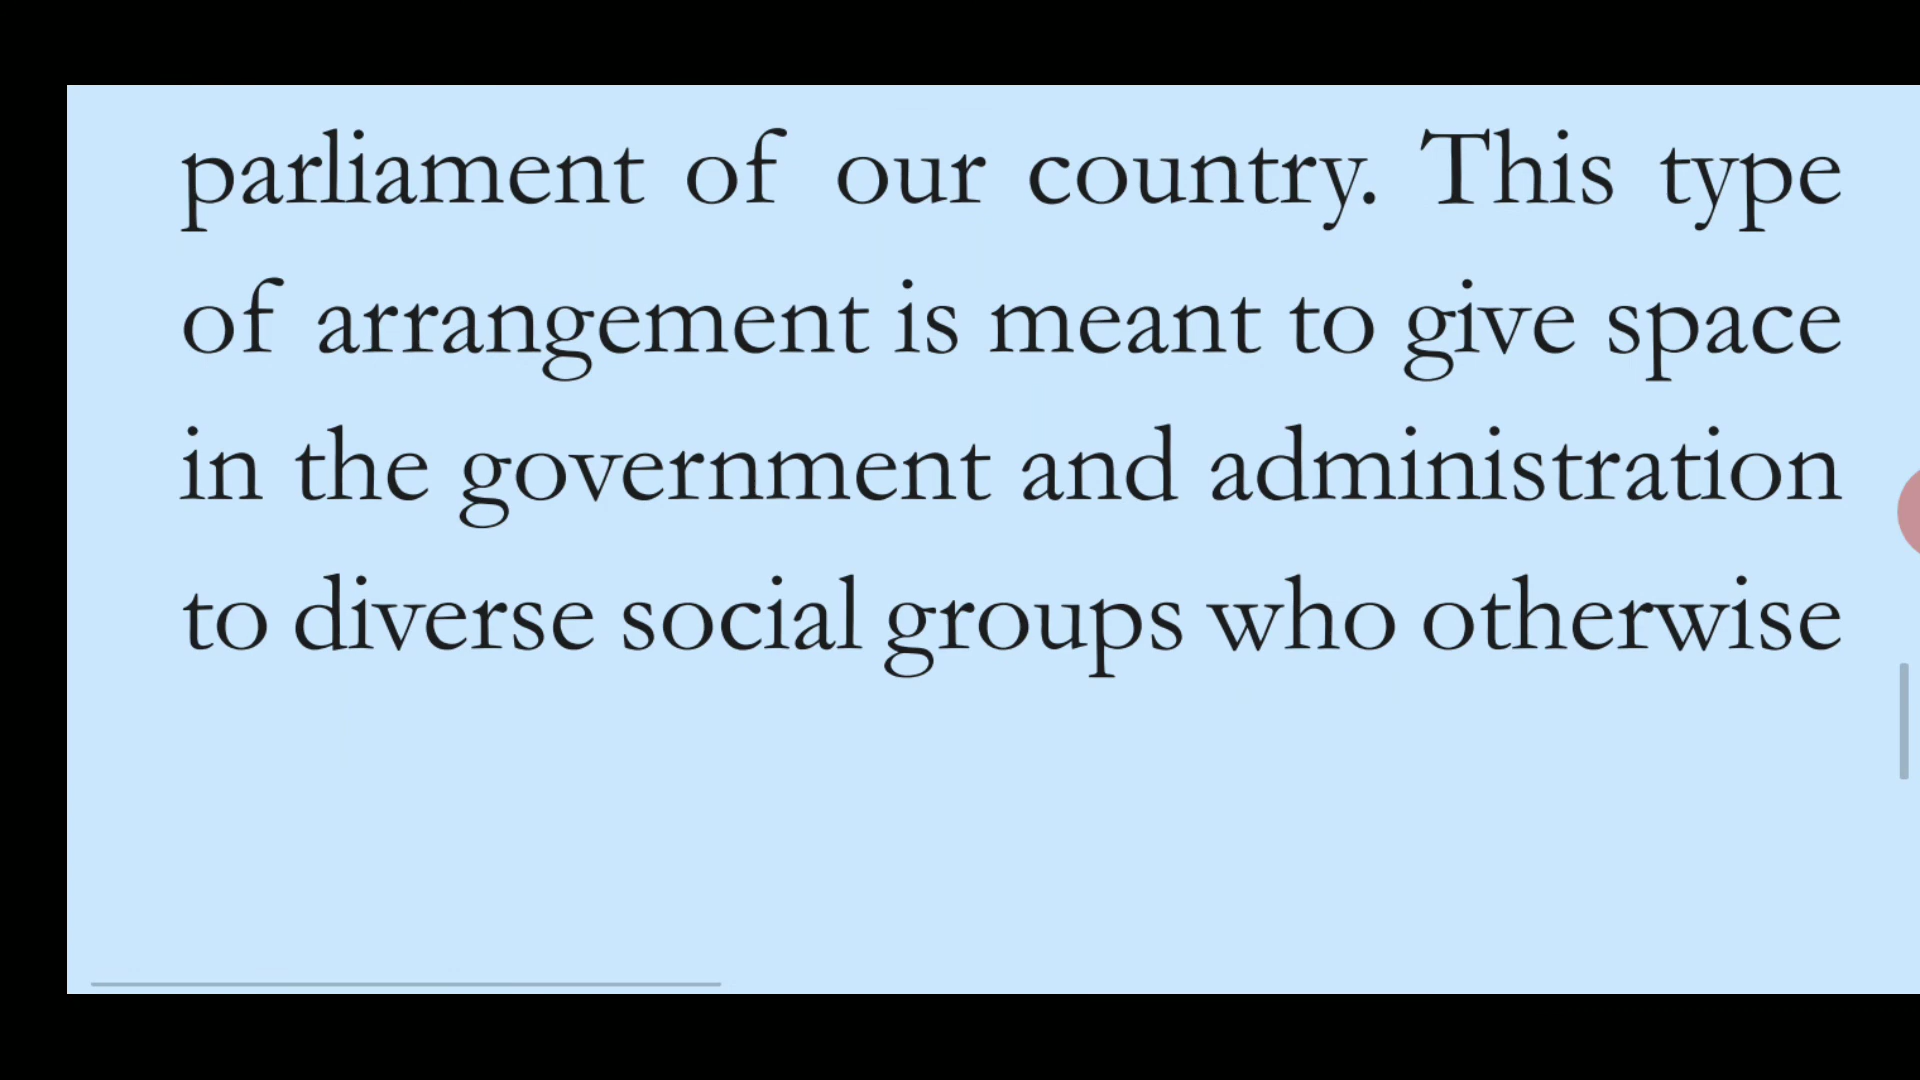 parliament of our country. This type
of arrangement is meant to give space
in the government and administration
to diverse social groups who otherwise